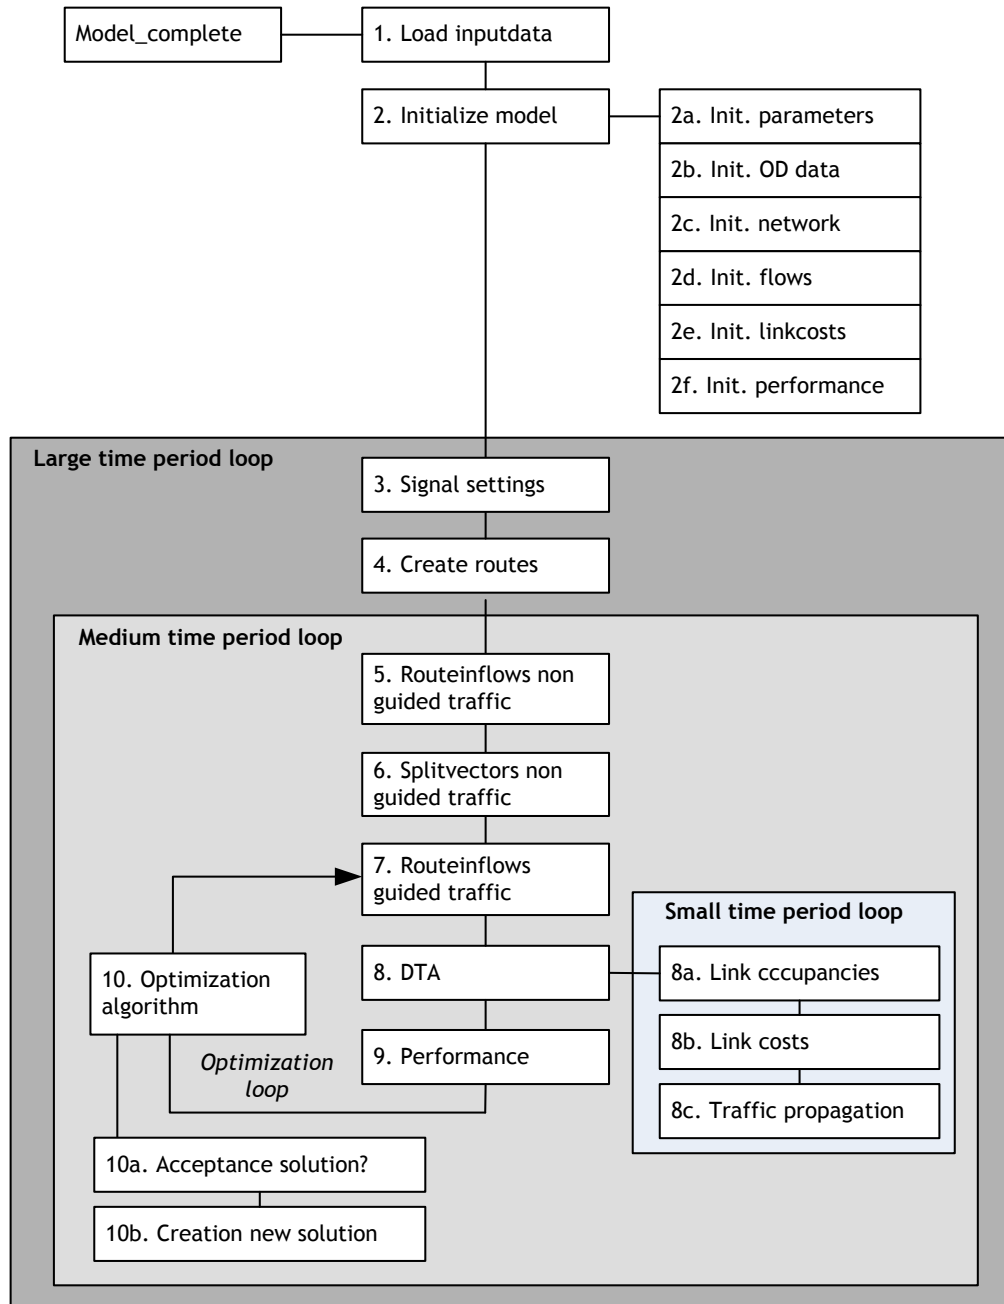 Model_complete
1. Load inputdata
2. Initialize model
2a. Init. parameters
2b. Init. OD data
2c. Init. network
2d. Init. flows
2e. Init. linkcosts
2f. Init. performance
Large time period loop
3. Signal settings
4. Create routes
Medium time period loop
5. Routeinflows non
guided traffic
6. Splitvectors non
guided traffic
7. Routeinflows
guided traffic
Small time period loop
8. DTA
8a. Link cccupancies
8b. Link costs
8c. Traffic propagation
9. Performance
10. Optimization
algorithm
Optimization
loop
10a. Acceptance solution?
10b. Creation new solution